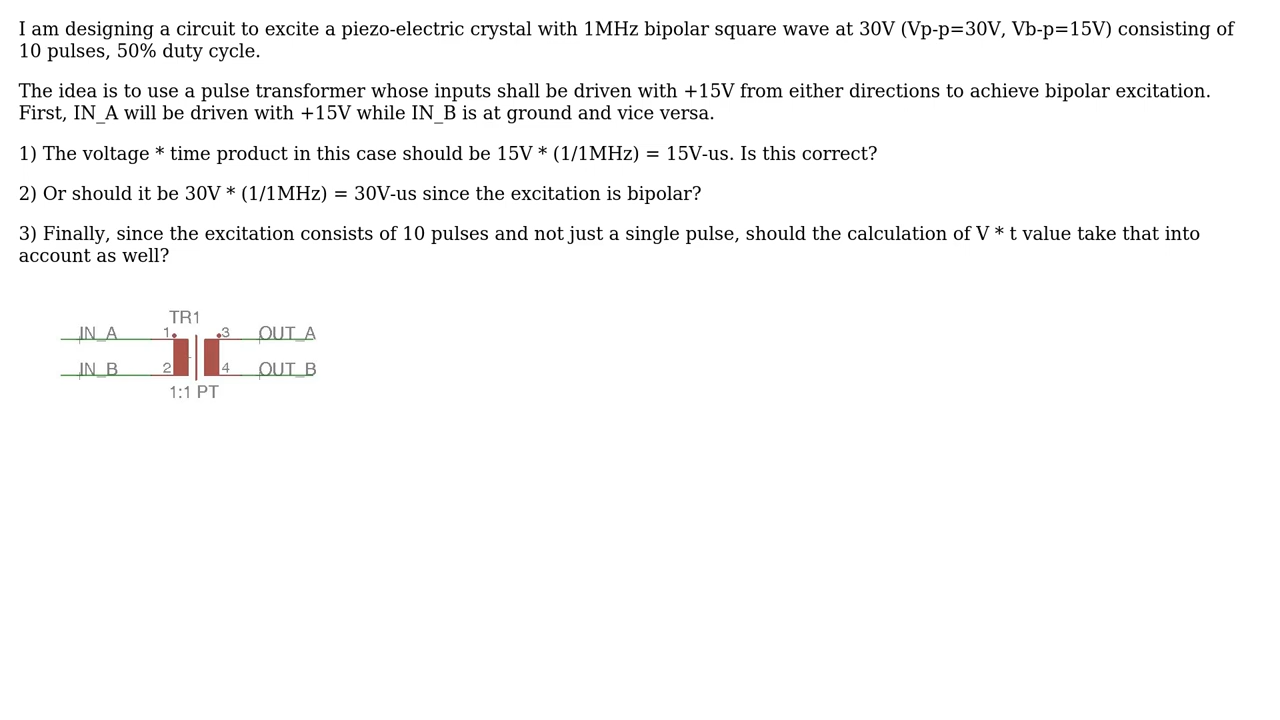 I am designing a circuit to excite a piezo-electric crystal with 1MHz bipolar square wave at 30V (Vp-p=30V, Vb-p=15V) consisting of
10 pulses, 50% duty cycle.
The idea is to use a pulse transformer whose inputs shall be driven with +15V from either directions to achieve bipolar excitation.
First, IN_A will be driven with +15V while IN_B is at ground and vice versa.
1) The voltage * time product in this case should be 15V * (1/1MHz) = 15V-us. Is this correct?
2) Or should it be 30V * (1/1MHz) = 30V-us since the excitation is bipolar?
3) Finally, since the excitation consists of 10 pulses and not just a single pulse, should the calculation of V * t value take that into
account as well?
TR1
IN_A 1 3 OUT_A
IN_B 2 4 OUT_B
1:1 PT